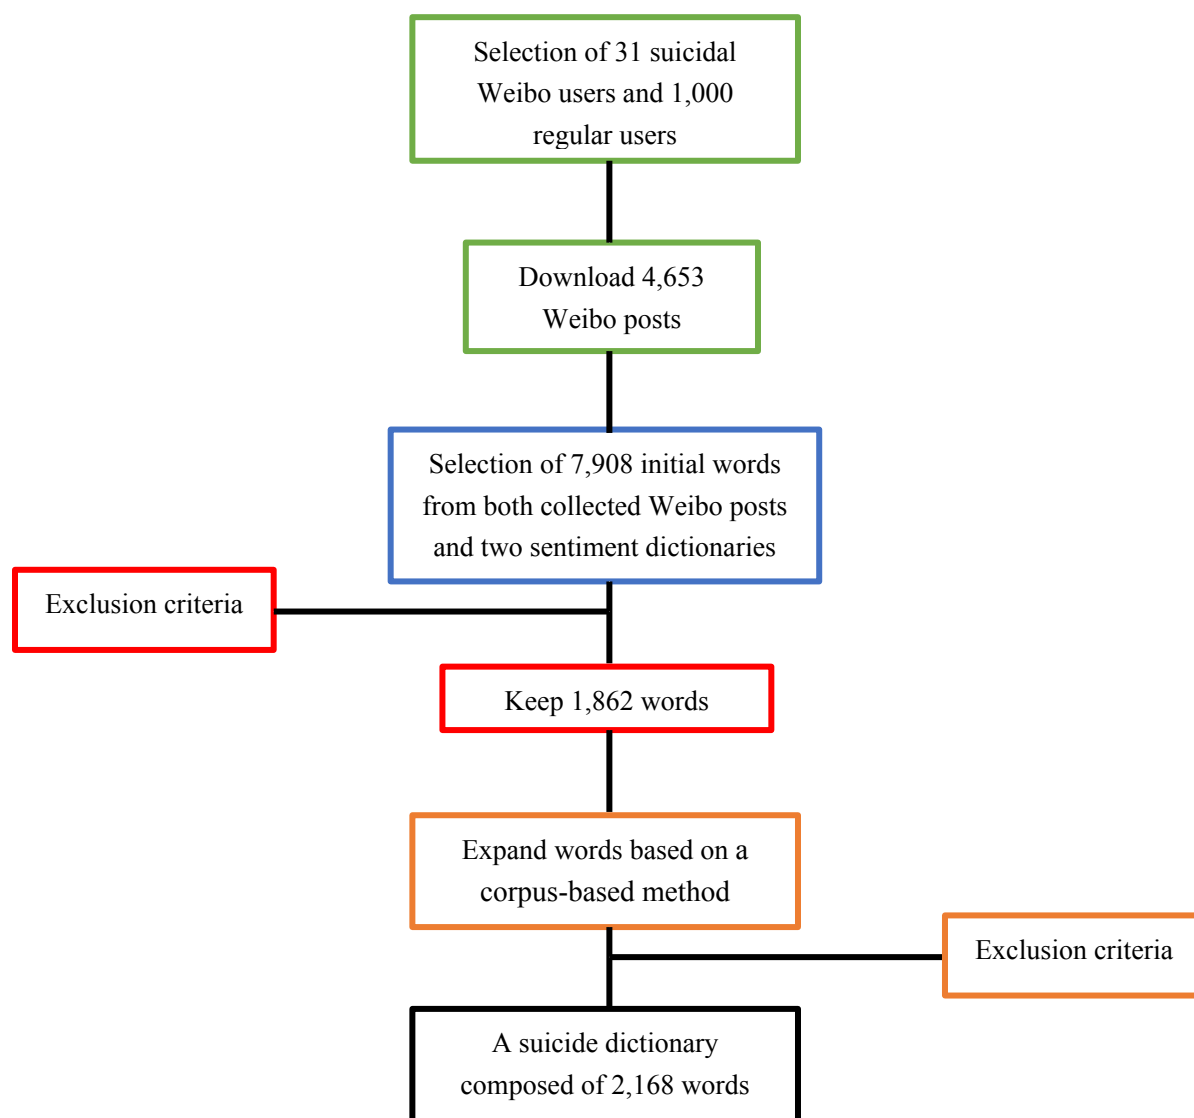 Selection of 31 suicidal
Weibo users and 1,000
regular users
Download 4,653
Weibo posts
Selection of 7,908 initial words
from both collected Weibo posts
and two sentiment dictionaries
Exclusion criteria
Keep 1,862 words
Expand words based on a
corpus-based method
Exclusion criteria
A suicide dictionary
composed of 2,168 words